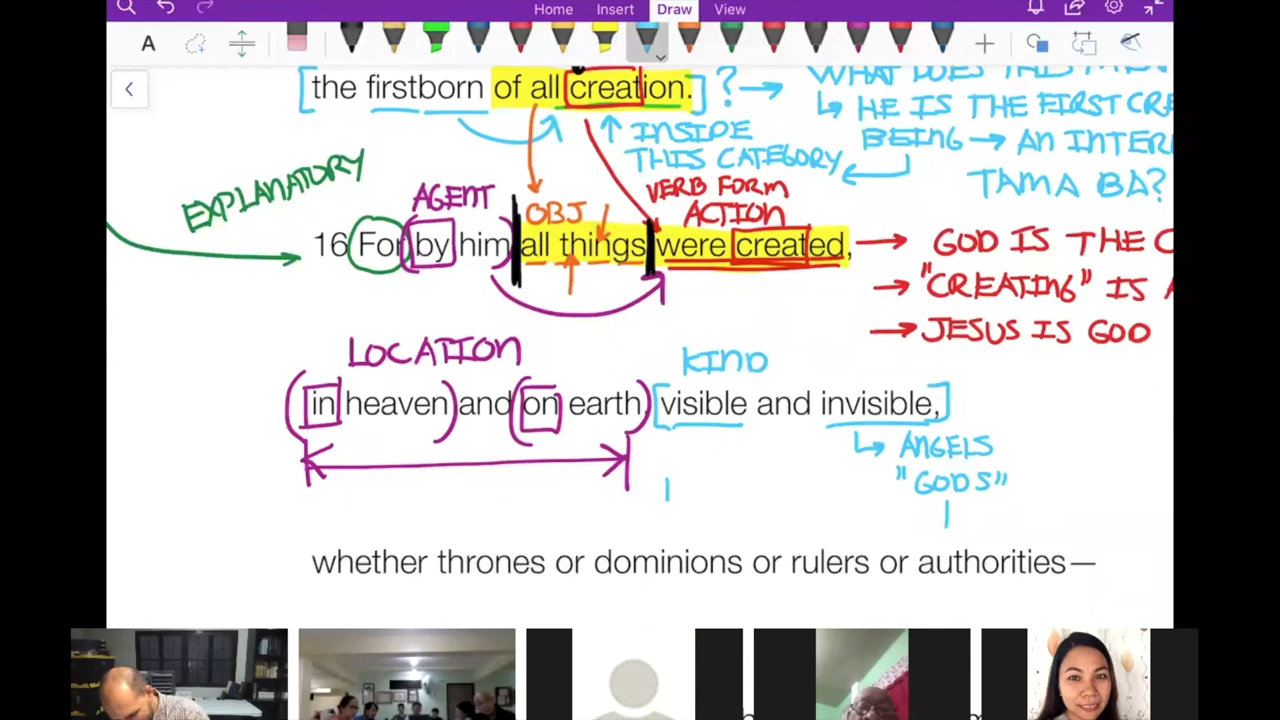 Home Insert Draw View
A
WHAT DOES THIS
[the firstborn of all creation.] ? → ↳ HE IS THE FIRST
INSIDE BEING → AN
THIS CATEGORY
TAMA BA?
EXPLANATORY
AGENT
VERB FORM
OBJ ACTION
16 For (by him) all things were created, → GOD IS THE
→ "CREATING" IS
→ JESUS IS GOD
LOCATION KIND
(in heaven) and (on earth) [visible and invisible,]
↳ ANGELS
"GODS"
whether thrones or dominions or rulers or authorities—